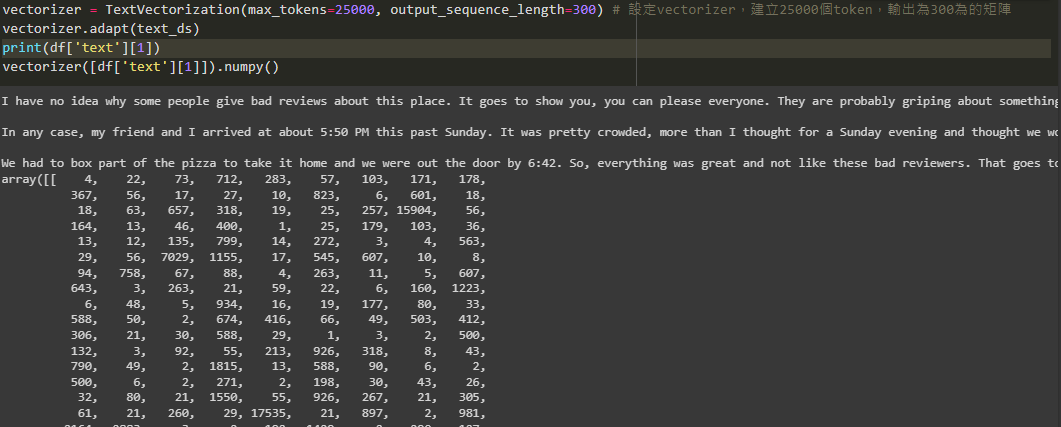 vectorizer = TextVectorization(max_tokens=25000, output_sequence_length=300) # 設定vectorizer，建立25000個token，輸出為300為的矩陣
vectorizer.adapt(text_ds)
print(df['text'][1])
vectorizer([df['text'][1]]).numpy()
I have no idea why some people give bad reviews about this place. It goes to show you, you can please everyone. They are probably griping about something
In any case, my friend and I arrived at about 5:50 PM this past Sunday. It was pretty crowded, more than I thought for a Sunday evening and thought we wo
We had to box part of the pizza to take it home and we were out the door by 6:42. So, everything was great and not like these bad reviewers. That goes to
array([[ 4, 22, 73, 712, 283, 57, 103, 171, 178,
367, 56, 17, 27, 10, 823, 6, 601, 18,
18, 63, 657, 318, 19, 25, 257, 15904, 56,
164, 13, 46, 400, 1, 25, 179, 103, 36,
13, 12, 135, 799, 14, 272, 3, 4, 563,
29, 56, 7029, 1155, 17, 545, 607, 10, 8,
94, 758, 67, 88, 4, 263, 11, 5, 607,
643, 3, 263, 21, 59, 22, 6, 160, 1223,
6, 48, 5, 934, 16, 19, 177, 80, 33,
588, 50, 2, 674, 416, 66, 49, 503, 412,
306, 21, 30, 588, 29, 1, 3, 2, 500,
132, 3, 92, 55, 213, 926, 318, 8, 43,
790, 49, 2, 1815, 13, 588, 90, 6, 2,
500, 6, 2, 271, 2, 198, 30, 43, 26,
32, 80, 21, 1550, 55, 926, 267, 21, 305,
61, 21, 260, 29, 17535, 21, 897, 2, 981,